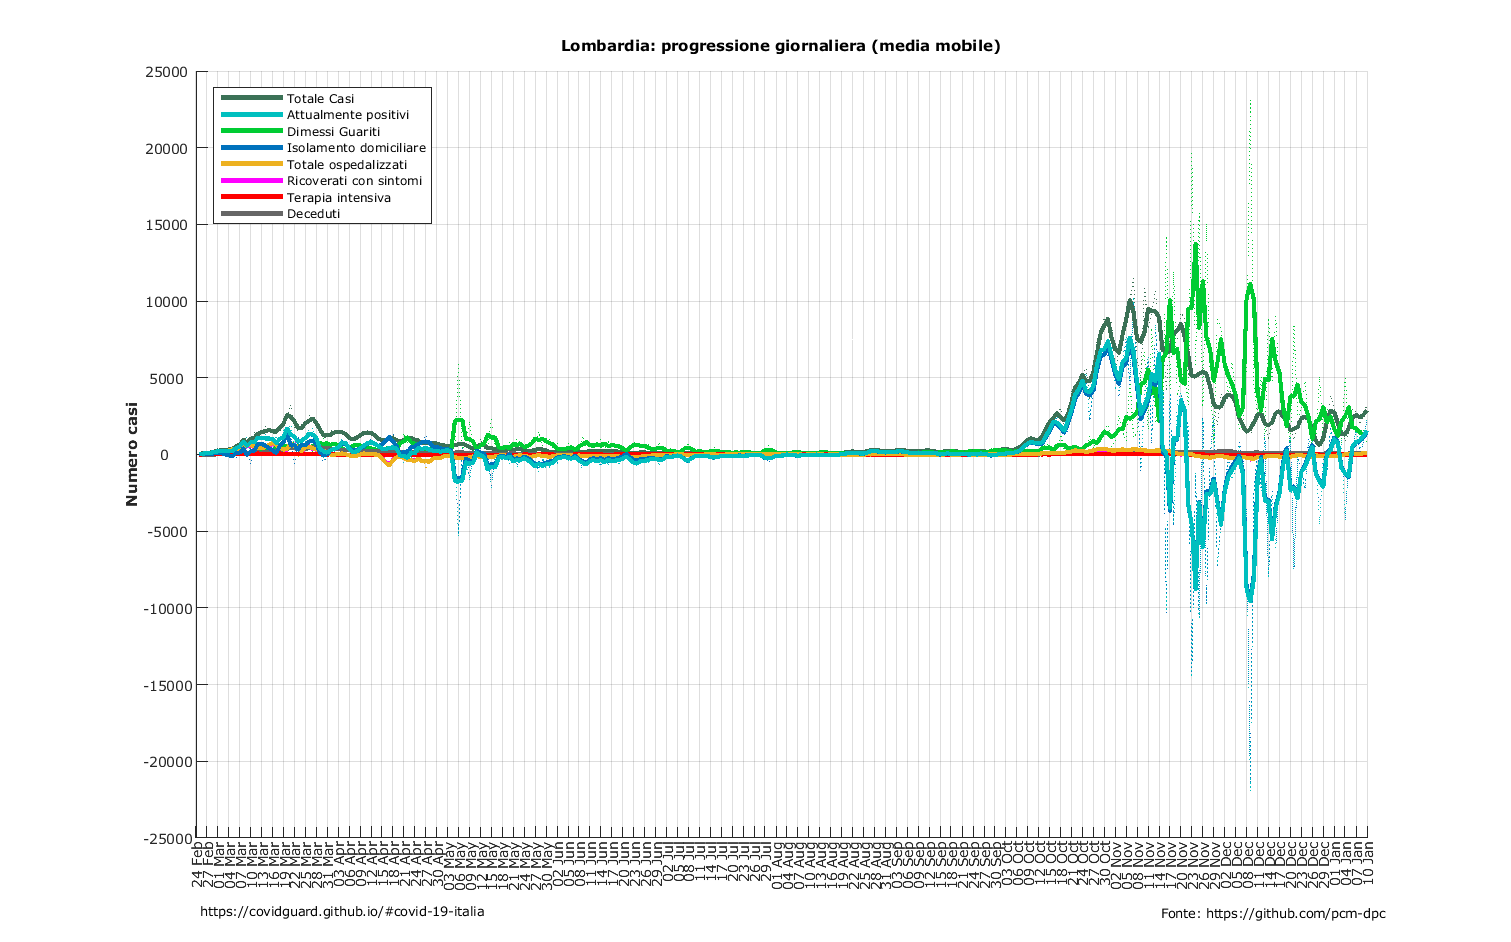 Lombardia: progressione giornaliera (media mobile)
Numero casi
25000
20000
15000
10000
5000
0
-5000
-10000
-15000
-20000
-25000
Totale Casi
Attualmente positivi
Dimessi Guariti
Isolamento domiciliare
Totale ospedalizzati
Ricoverati con sintomi
Terapia intensiva
Deceduti
24 Feb
27 Feb
01 Mar
04 Mar
07 Mar
10 Mar
13 Mar
16 Mar
19 Mar
22 Mar
25 Mar
28 Mar
31 Mar
03 Apr
06 Apr
09 Apr
12 Apr
15 Apr
18 Apr
21 Apr
24 Apr
27 Apr
30 Apr
03 May
06 May
09 May
12 May
15 May
18 May
21 May
24 May
27 May
30 May
02 Jun
05 Jun
08 Jun
11 Jun
14 Jun
17 Jun
20 Jun
23 Jun
26 Jun
29 Jun
02 Jul
05 Jul
08 Jul
11 Jul
14 Jul
17 Jul
20 Jul
23 Jul
26 Jul
29 Jul
01 Aug
04 Aug
07 Aug
10 Aug
13 Aug
16 Aug
19 Aug
22 Aug
25 Aug
28 Aug
31 Aug
03 Sep
06 Sep
09 Sep
12 Sep
15 Sep
18 Sep
21 Sep
24 Sep
27 Sep
30 Sep
03 Oct
06 Oct
09 Oct
12 Oct
15 Oct
18 Oct
21 Oct
24 Oct
27 Oct
30 Oct
02 Nov
05 Nov
08 Nov
11 Nov
14 Nov
17 Nov
20 Nov
23 Nov
26 Nov
29 Nov
02 Dec
05 Dec
08 Dec
11 Dec
14 Dec
17 Dec
20 Dec
23 Dec
26 Dec
29 Dec
01 Jan
04 Jan
07 Jan
10 Jan
https://covidguard.github.io/#covid-19-italia
Fonte: https://github.com/pcm-dpc